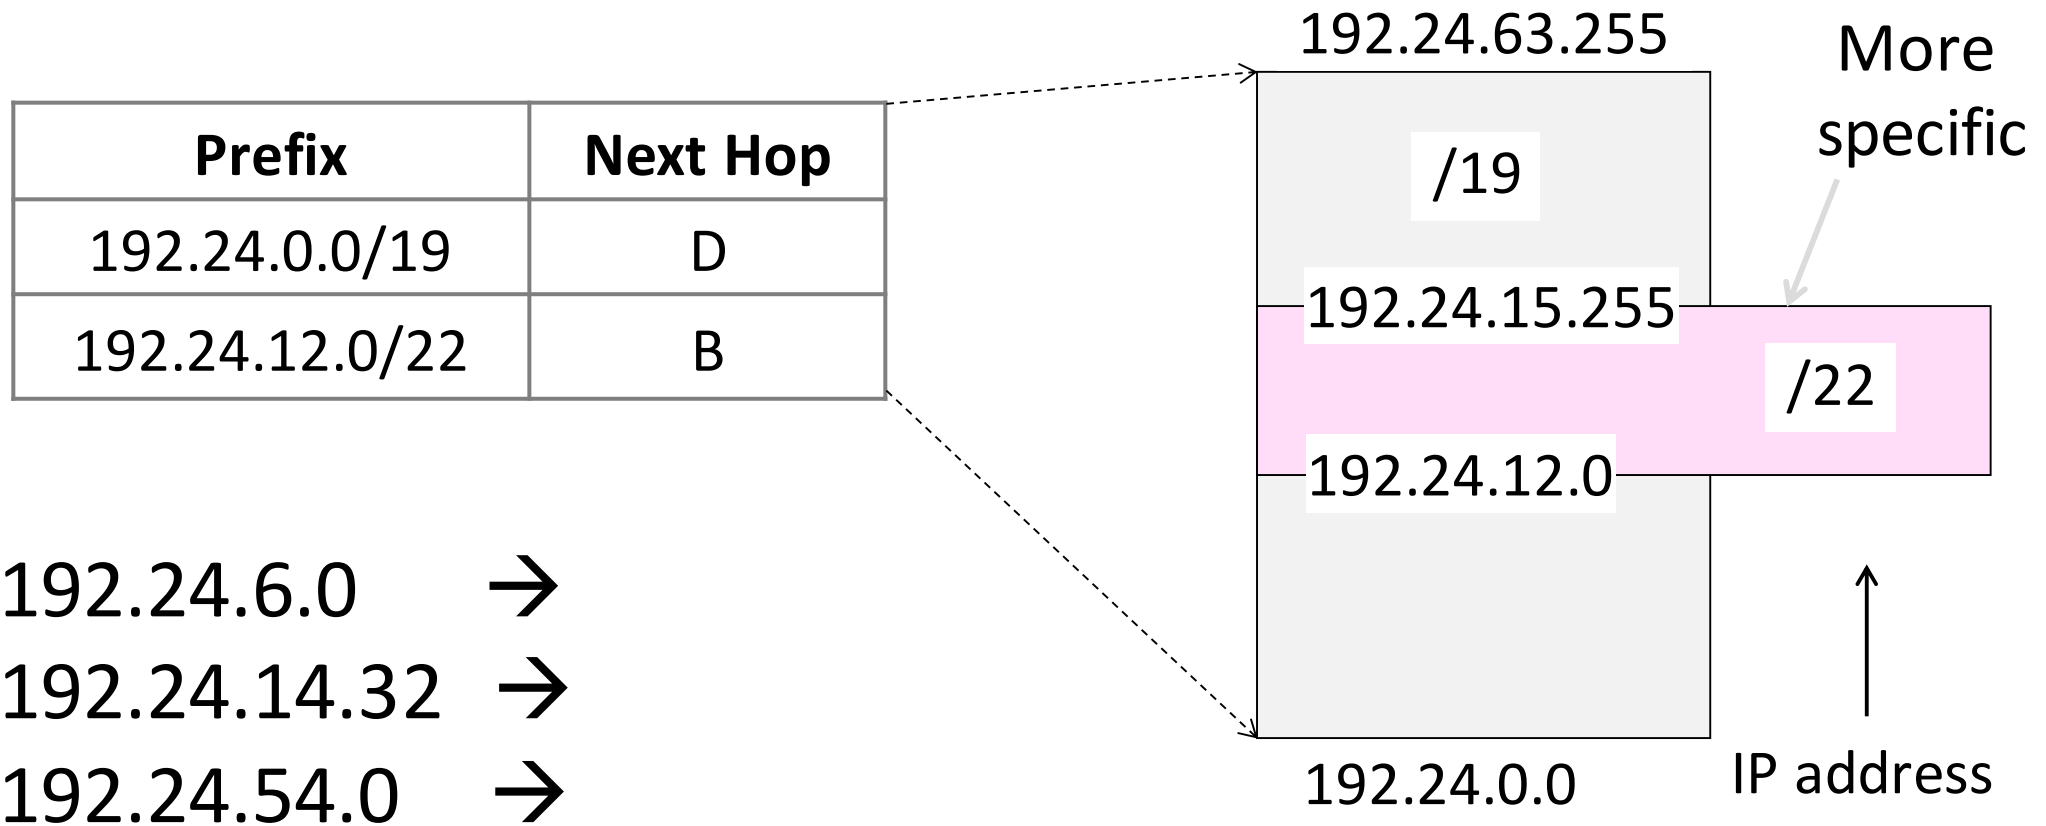 Prefix Next Hop
192.24.0.0/19 D
192.24.12.0/22 B
192.24.6.0 →
192.24.14.32 →
192.24.54.0 →
192.24.63.255
/19
192.24.15.255
/22
192.24.12.0
192.24.0.0
More
specific
IP address